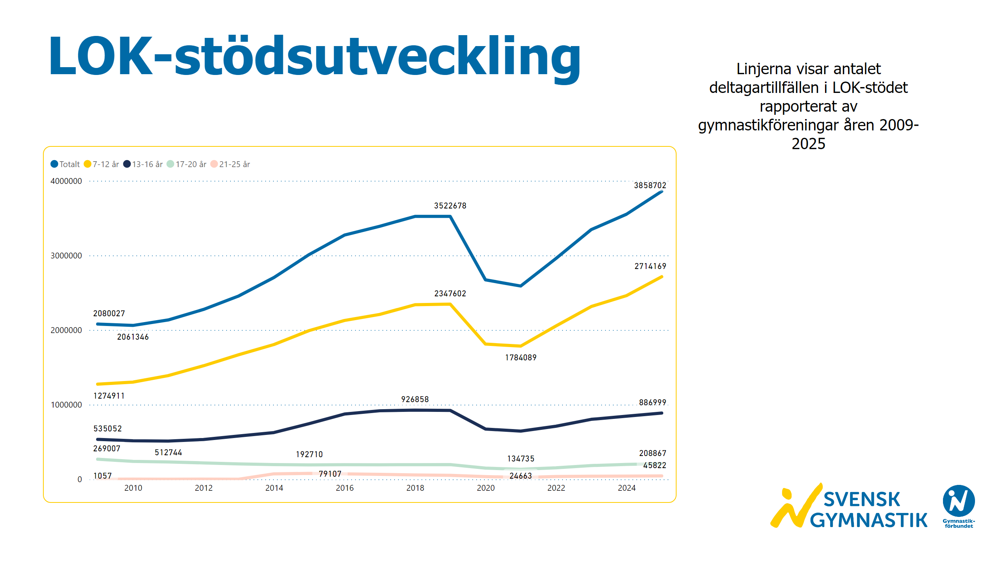 LOK-stödsutveckling
Linjerna visar antalet
deltagartillfällen i LOK-stödet
rapporterat av
gymnastikföreningar åren 2009-
2025
Totalt 7-12 år 13-16 år 17-20 år 21-25 år
4000000
3858702
3522678
3000000
2714169
2347602
2080027
2000000
2061346
1784089
1274911
926858
886999
1000000
535052
269007
512744
192710
134735
208867
45822
79107
24663
1057
0
2010 2012 2014 2016 2018 2020 2022 2024
SVENSK
GYMNASTIK
Gymnastik-
förbundet